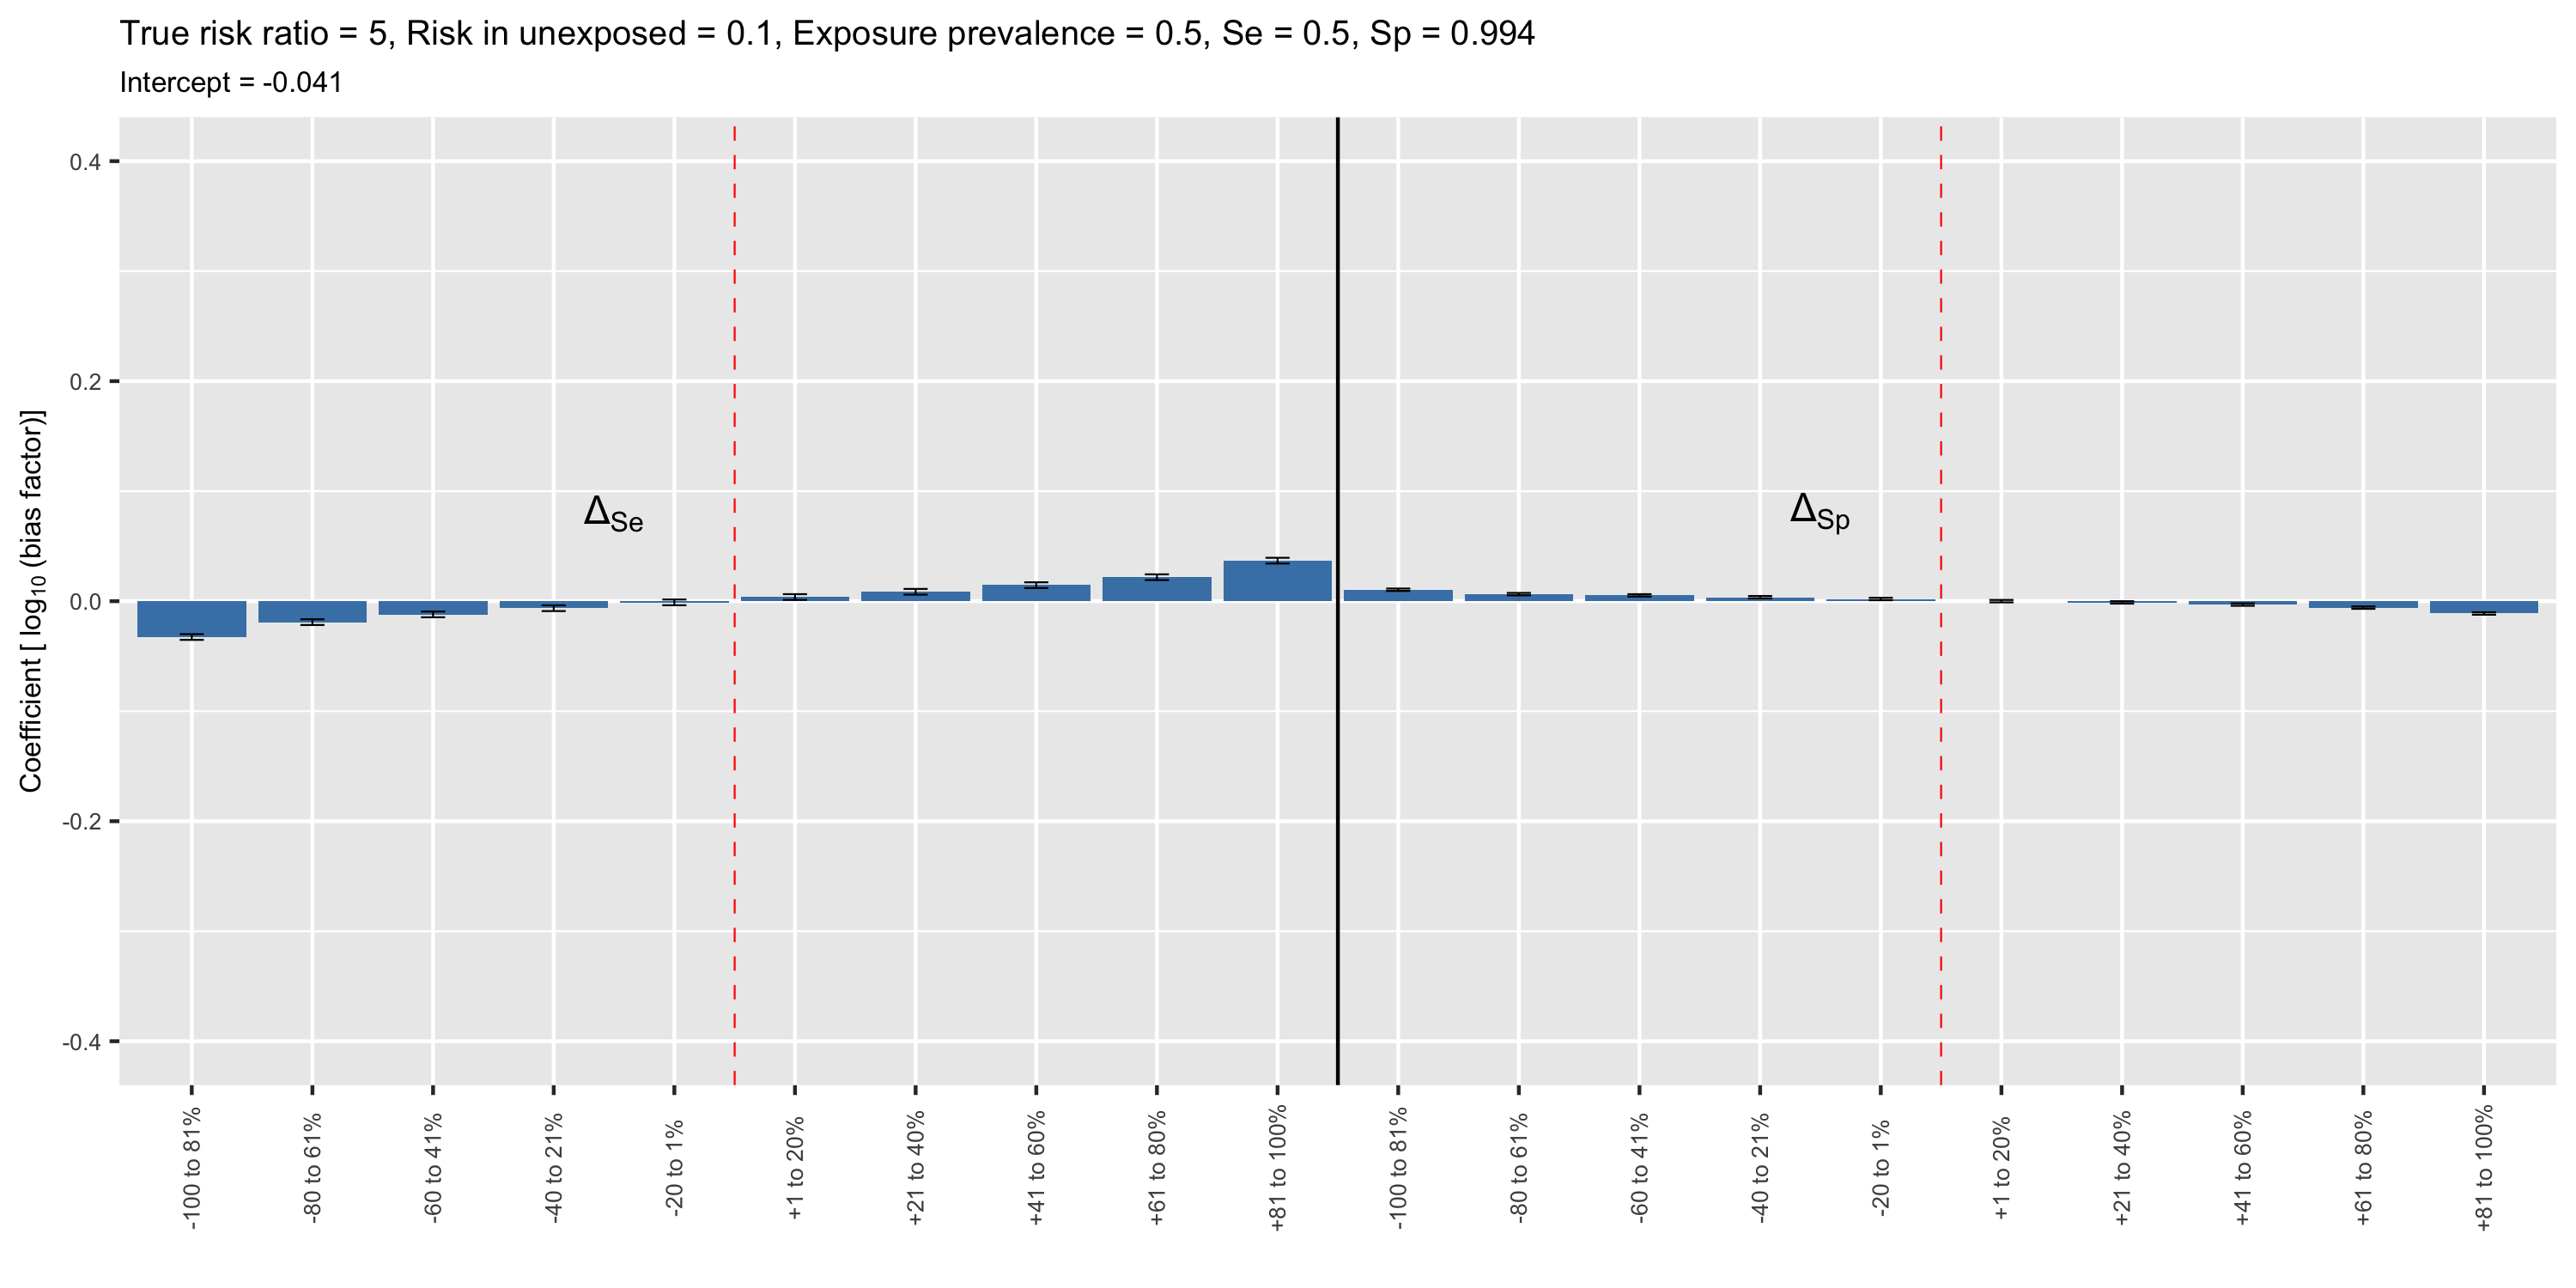 True risk ratio = 5, Risk in unexposed = 0.1, Exposure prevalence = 0.5, Se = 0.5, Sp = 0.994
Intercept = -0.041
Coefficient [ log10 (bias factor)]
0.4
0.2
0.0
-0.2
-0.4
ΔSe
ΔSp
-100 to 81%
-80 to 61%
-60 to 41%
-40 to 21%
-20 to 1%
+1 to 20%
+21 to 40%
+41 to 60%
+61 to 80%
+81 to 100%
-100 to 81%
-80 to 61%
-60 to 41%
-40 to 21%
-20 to 1%
+1 to 20%
+21 to 40%
+41 to 60%
+61 to 80%
+81 to 100%